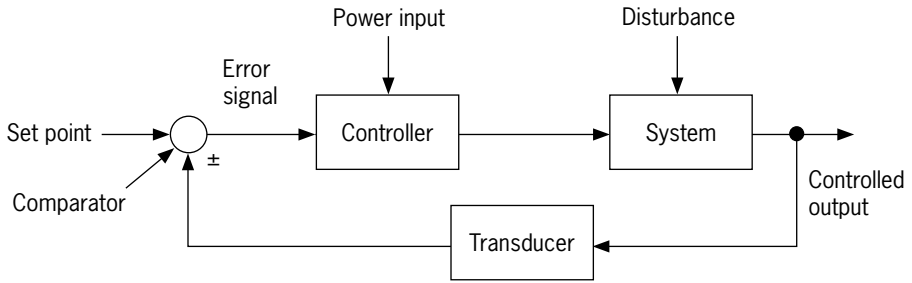 Power input
Disturbance
Error
signal
Set point
Controller
System
±
Comparator
Controlled
output
Transducer